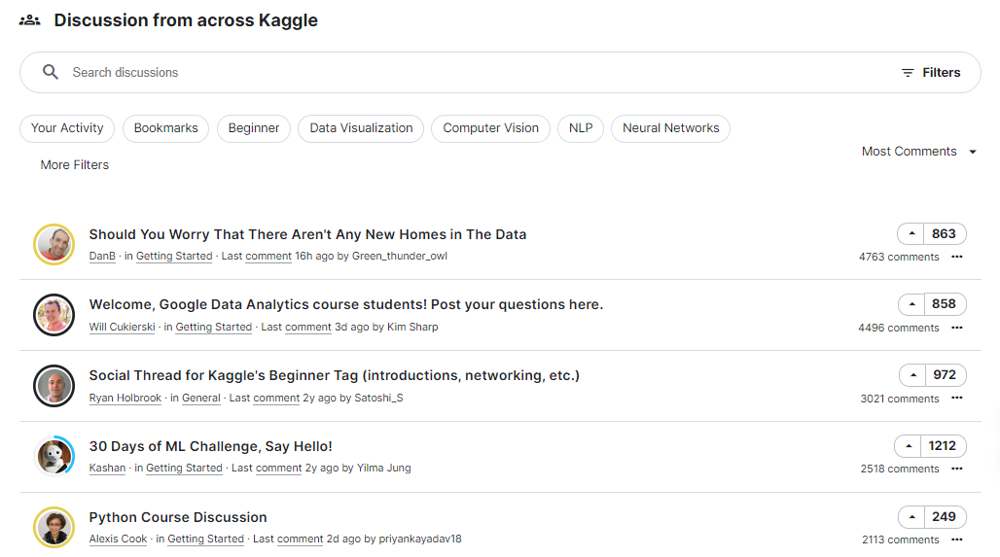 Discussion from across Kaggle
Search discussions
Filters
Your Activity
Bookmarks
Beginner
Data Visualization
Computer Vision
NLP
Neural Networks
More Filters
Most Comments
Should You Worry That There Aren't Any New Homes in The Data
863
DanB · in Getting Started · Last comment 16h ago by Green_thunder_owl
4763 comments
Welcome, Google Data Analytics course students! Post your questions here.
858
Will Cukierski · in Getting Started · Last comment 3d ago by Kim Sharp
4496 comments
Social Thread for Kaggle's Beginner Tag (introductions, networking, etc.)
972
Ryan Holbrook · in General · Last comment 2y ago by Satoshi_S
3021 comments
30 Days of ML Challenge, Say Hello!
1212
Kashan · in Getting Started · Last comment 2y ago by Yilma Jung
2518 comments
Python Course Discussion
249
Alexis Cook · in Getting Started · Last comment 2d ago by priyankayadav18
2113 comments